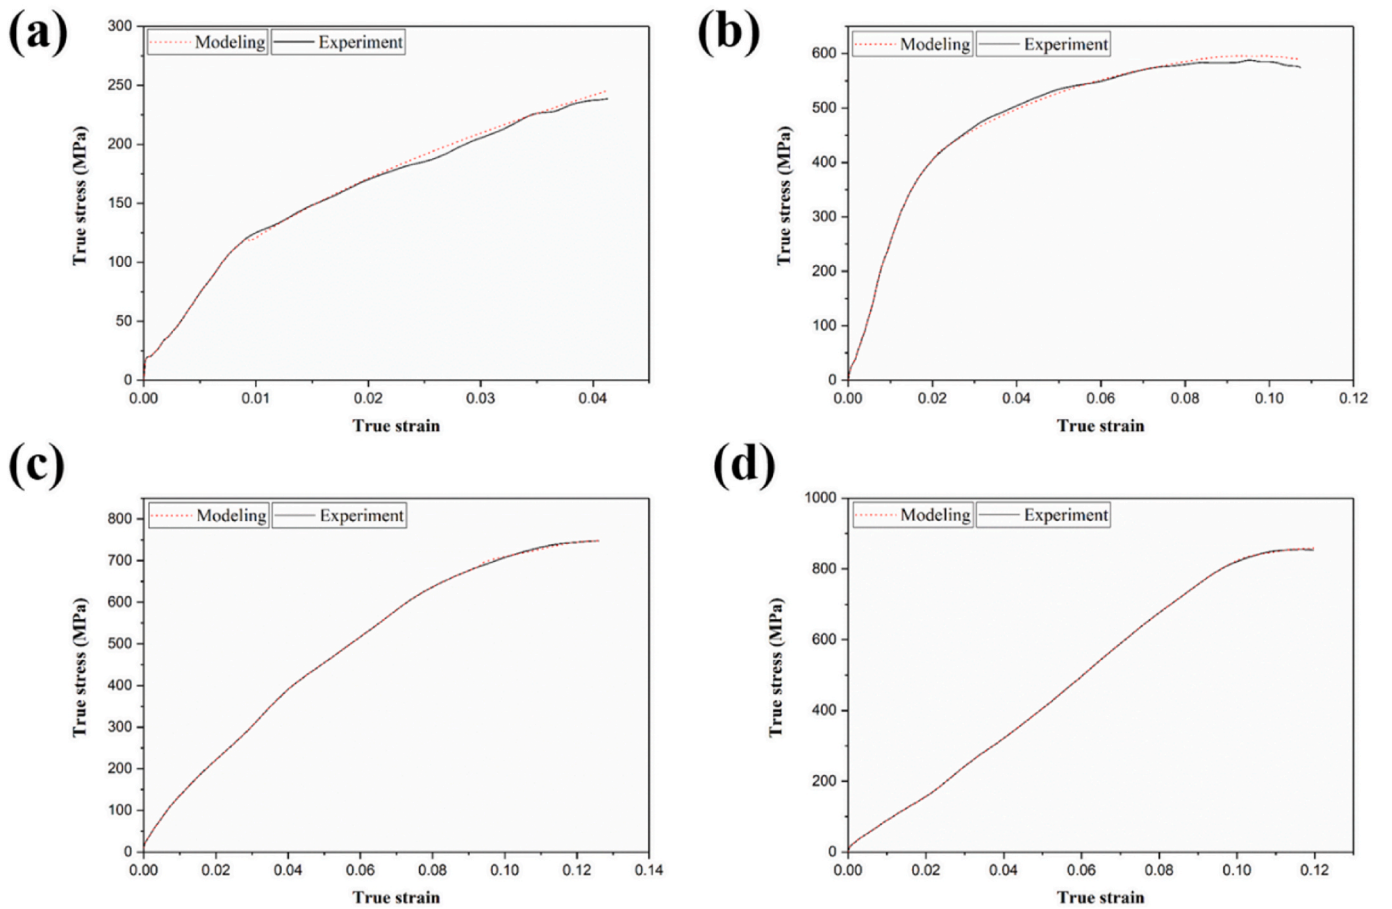 (a)
Modeling Experiment
300
250
200
150
100
50
0
True stress (MPa)
0.00 0.01 0.02 0.03 0.04
True strain
(b)
Modeling Experiment
600
500
400
300
200
100
0
True stress (MPa)
0.00 0.02 0.04 0.06 0.08 0.10 0.12
True strain
(c)
Modeling Experiment
800
700
600
500
400
300
200
100
0
True stress (MPa)
0.00 0.02 0.04 0.06 0.08 0.10 0.12 0.14
True strain
(d)
Modeling Experiment
1000
800
600
400
200
0
True stress (MPa)
0.00 0.02 0.04 0.06 0.08 0.10 0.12
True strain